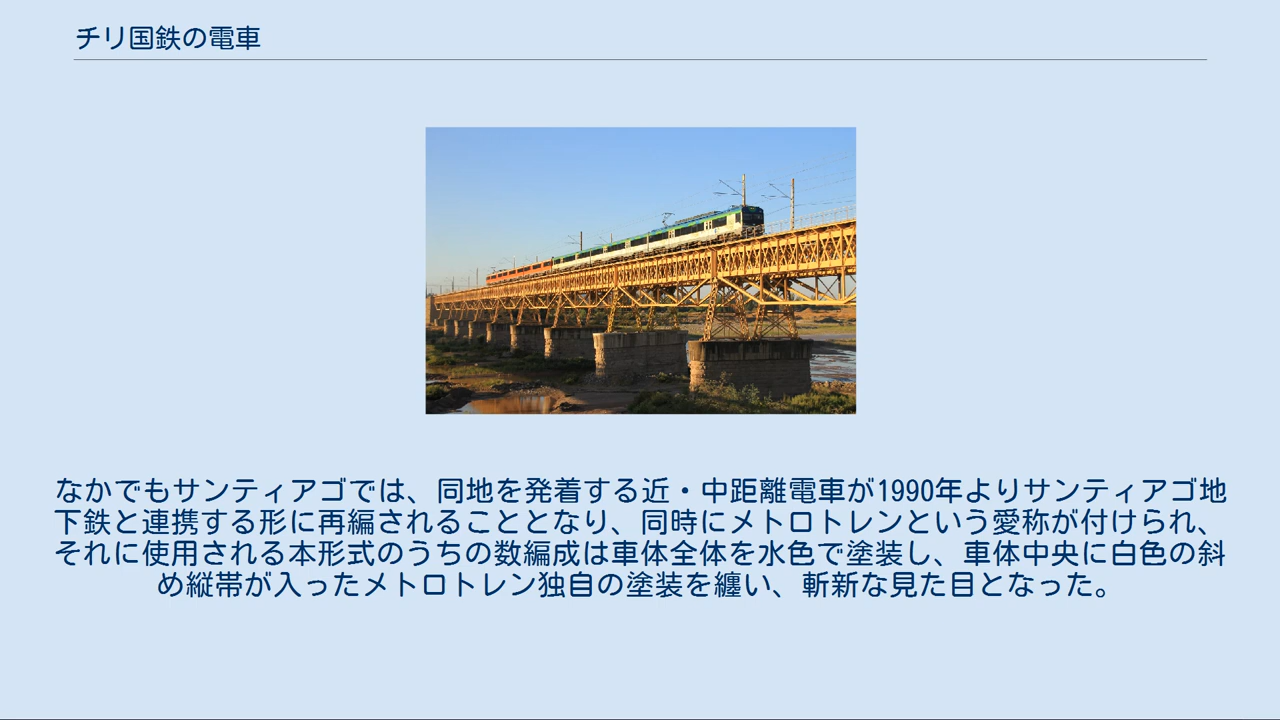 チリ国鉄の電車
なかでもサンティアゴでは、同地を発着する近・中距離電車が1990年よりサンティアゴ地
下鉄と連携する形に再編されることとなり、同時にメトロトレンという愛称が付けられ、
それに使用される本形式のうちの数編成は車体全体を水色で塗装し、車体中央に白色の斜
め縦帯が入ったメトロトレン独自の塗装を纏い、斬新な見た目となった。